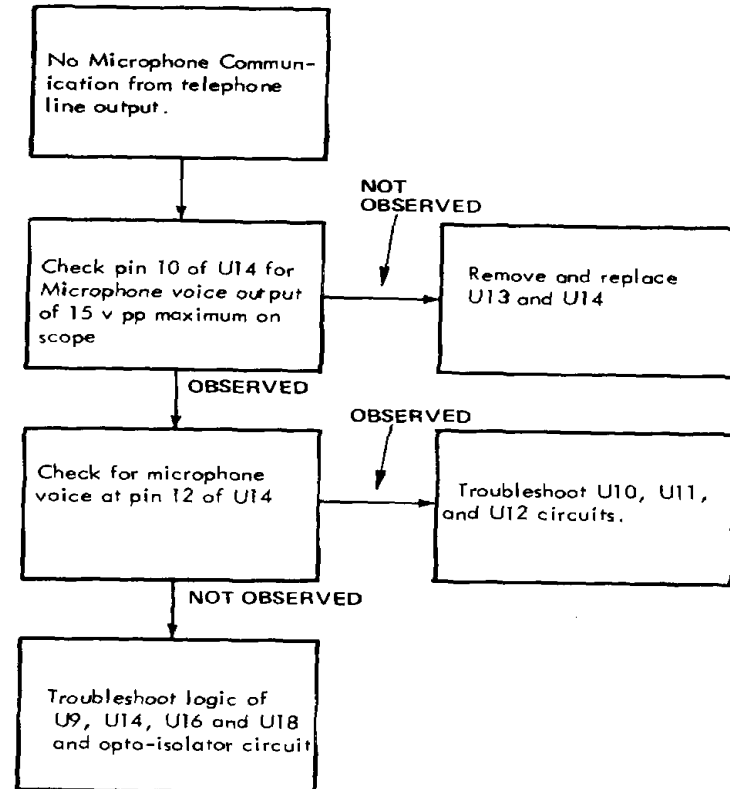 No Microphone Commun-
ication from telephone
line output.
NOT
OBSERVED
Check pin 10 of U14 for
Microphone voice output
of 15 v pp maximum on
scope
Remove and replace
U13 and U14
OBSERVED
OBSERVED
Check for microphone
voice at pin 12 of U14
Troubleshoot U10, U11,
and U12 circuits.
NOT OBSERVED
Troubleshoot logic of
U9, U14, U16 and U18
and opto-isolator circuit